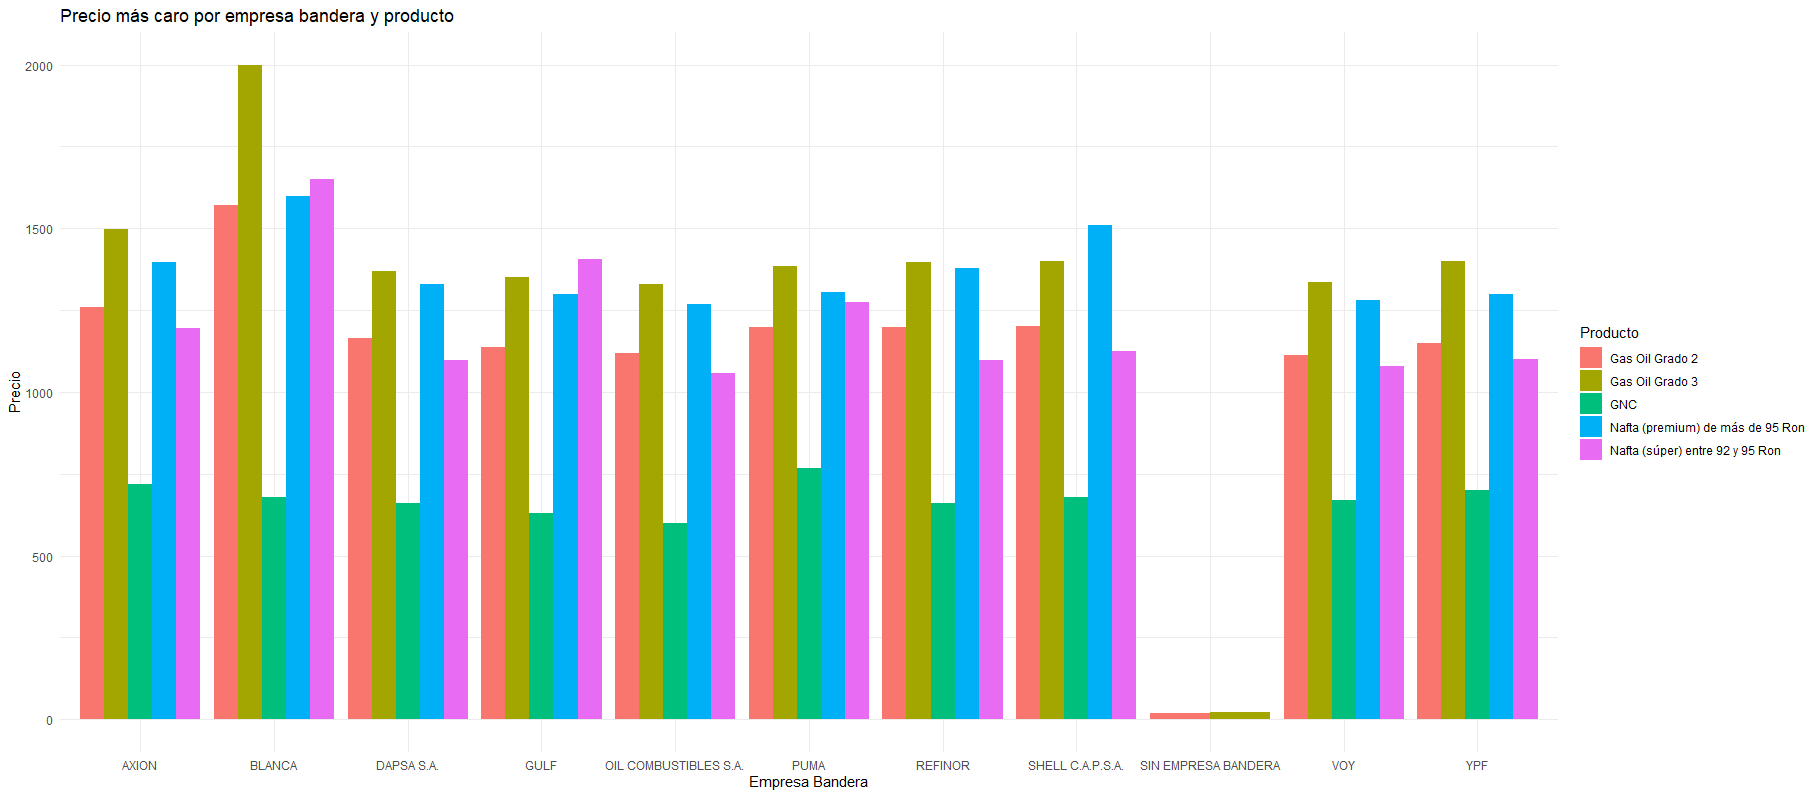 Precio más caro por empresa bandera y producto
Precio
2000
1500
1000
500
0
AXION
BLANCA
DAPSA S.A.
GULF
OIL COMBUSTIBLES S.A.
PUMA
REFINOR
SHELL C.A.P.S.A.
SIN EMPRESA BANDERA
VOY
YPF
Empresa Bandera
Producto
Gas Oil Grado 2
Gas Oil Grado 3
GNC
Nafta (premium) de más de 95 Ron
Nafta (súper) entre 92 y 95 Ron